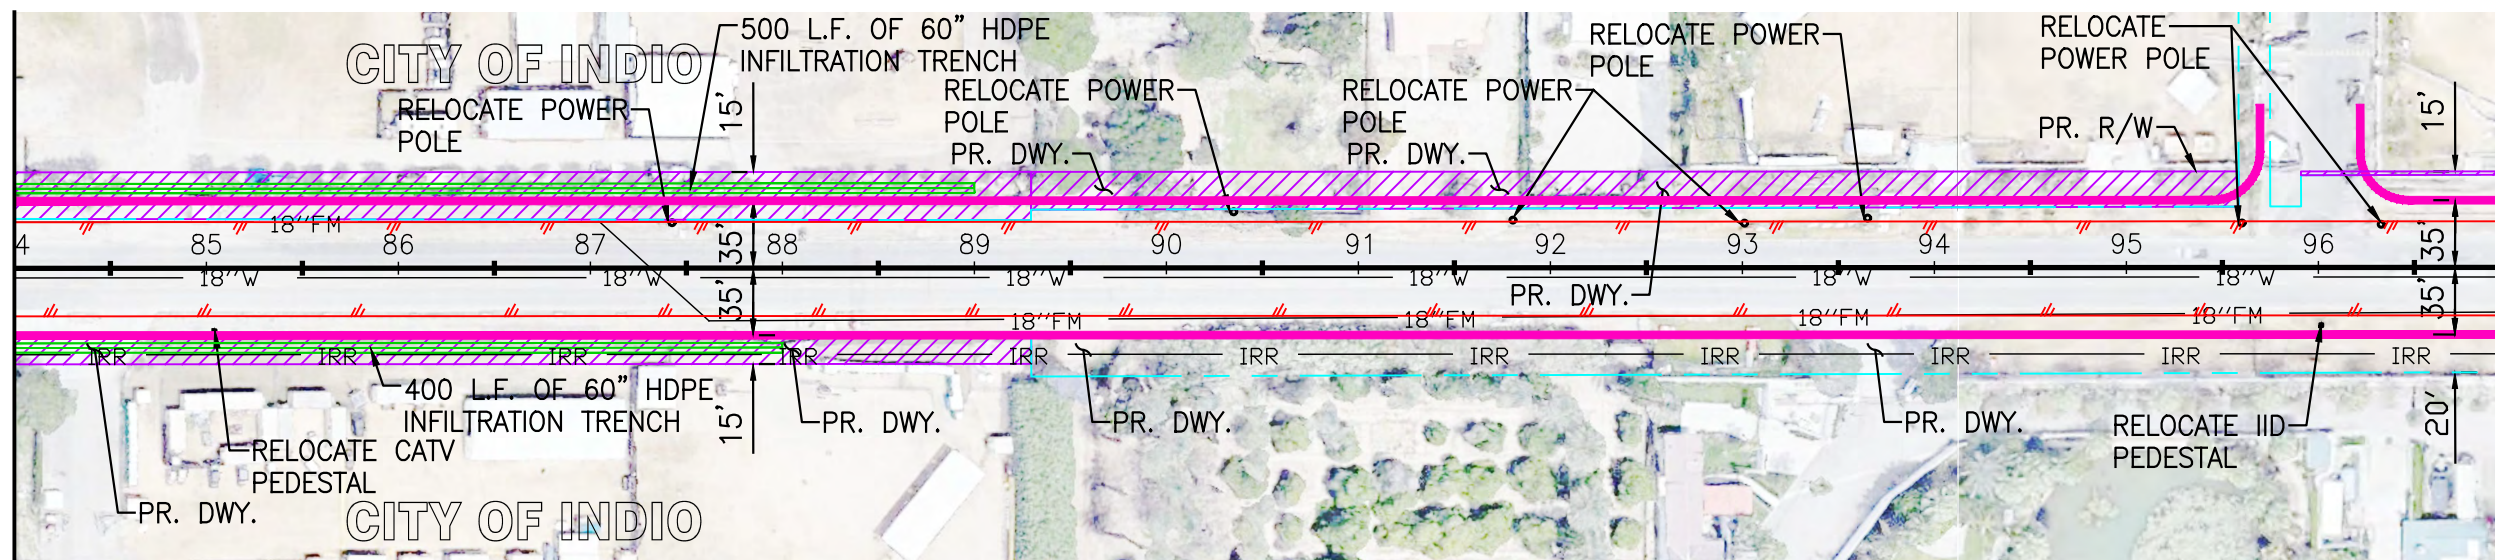 CITY OF INDIO
500 L.F. OF 60” HDPE
INFILTRATION TRENCH
RELOCATE POWER
POLE
15’
RELOCATE POWER
POLE
PR. DWY.
RELOCATE POWER
POLE
PR. DWY.
RELOCATE POWER
POLE
RELOCATE
POWER POLE
PR. R/W
15’
18’’FM
4 85 86 87 88 89 90 91 92 93 94 95 96
35’
35’
18’’W 18’’W 18’’W 18’’W 18’’W 18’’W
35’
35’
PR. DWY.
18’’FM 18’’FM 18’’FM 18’’FM
IRR IRR IRR IRR IRR IRR IRR IRR IRR IRR IRR
400 L.F. OF 60” HDPE
INFILTRATION TRENCH
15’
PR. DWY.
PR. DWY.
PR. DWY.
RELOCATE IID
PEDESTAL
20’
RELOCATE CATV
PEDESTAL
PR. DWY.
CITY OF INDIO